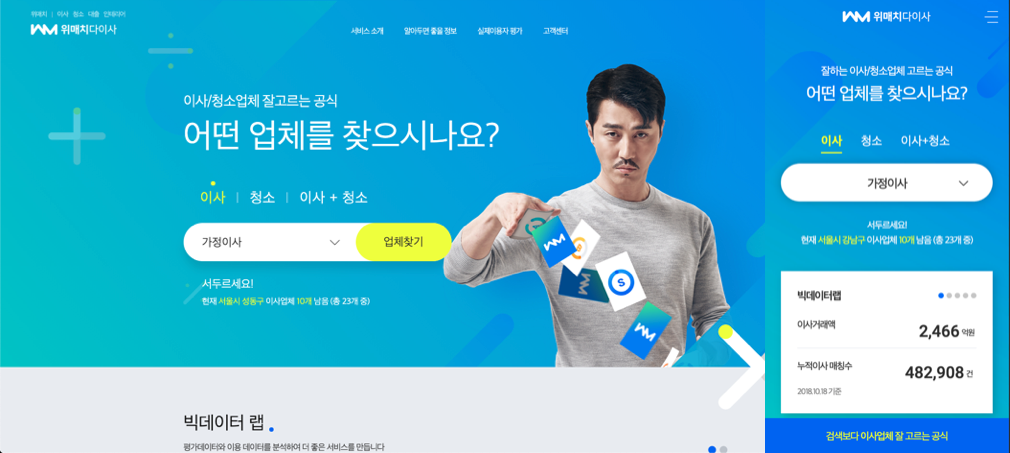 위매치 | 이사 청소 대출 인테리어
위매치다이사
서비스 소개 알아두면 좋을 정보 실제이용자 평가 고객센터
이사/청소업체 잘고르는 공식
어떤 업체를 찾으시나요?
이사 | 청소 | 이사 + 청소
가정이사 업체찾기
서두르세요!
현재 서울시 성동구 이사업체 10개 남음 (총 23개 중)
빅데이터 랩
평가데이터와 이용 데이터를 분석하여 더 좋은 서비스를 만듭니다
위매치다이사
잘하는 이사/청소업체 고르는 공식
어떤 업체를 찾으시나요?
이사 청소 이사+청소
가정이사
서두르세요!
현재 서울시 강남구 이사업체 10개 남음 (총 23개 중)
빅데이터랩
이사거래액 2,466 억원
누적이사 매칭수 482,908 건
2018.10.18 기준
검색보다 이사업체 잘 고르는 공식